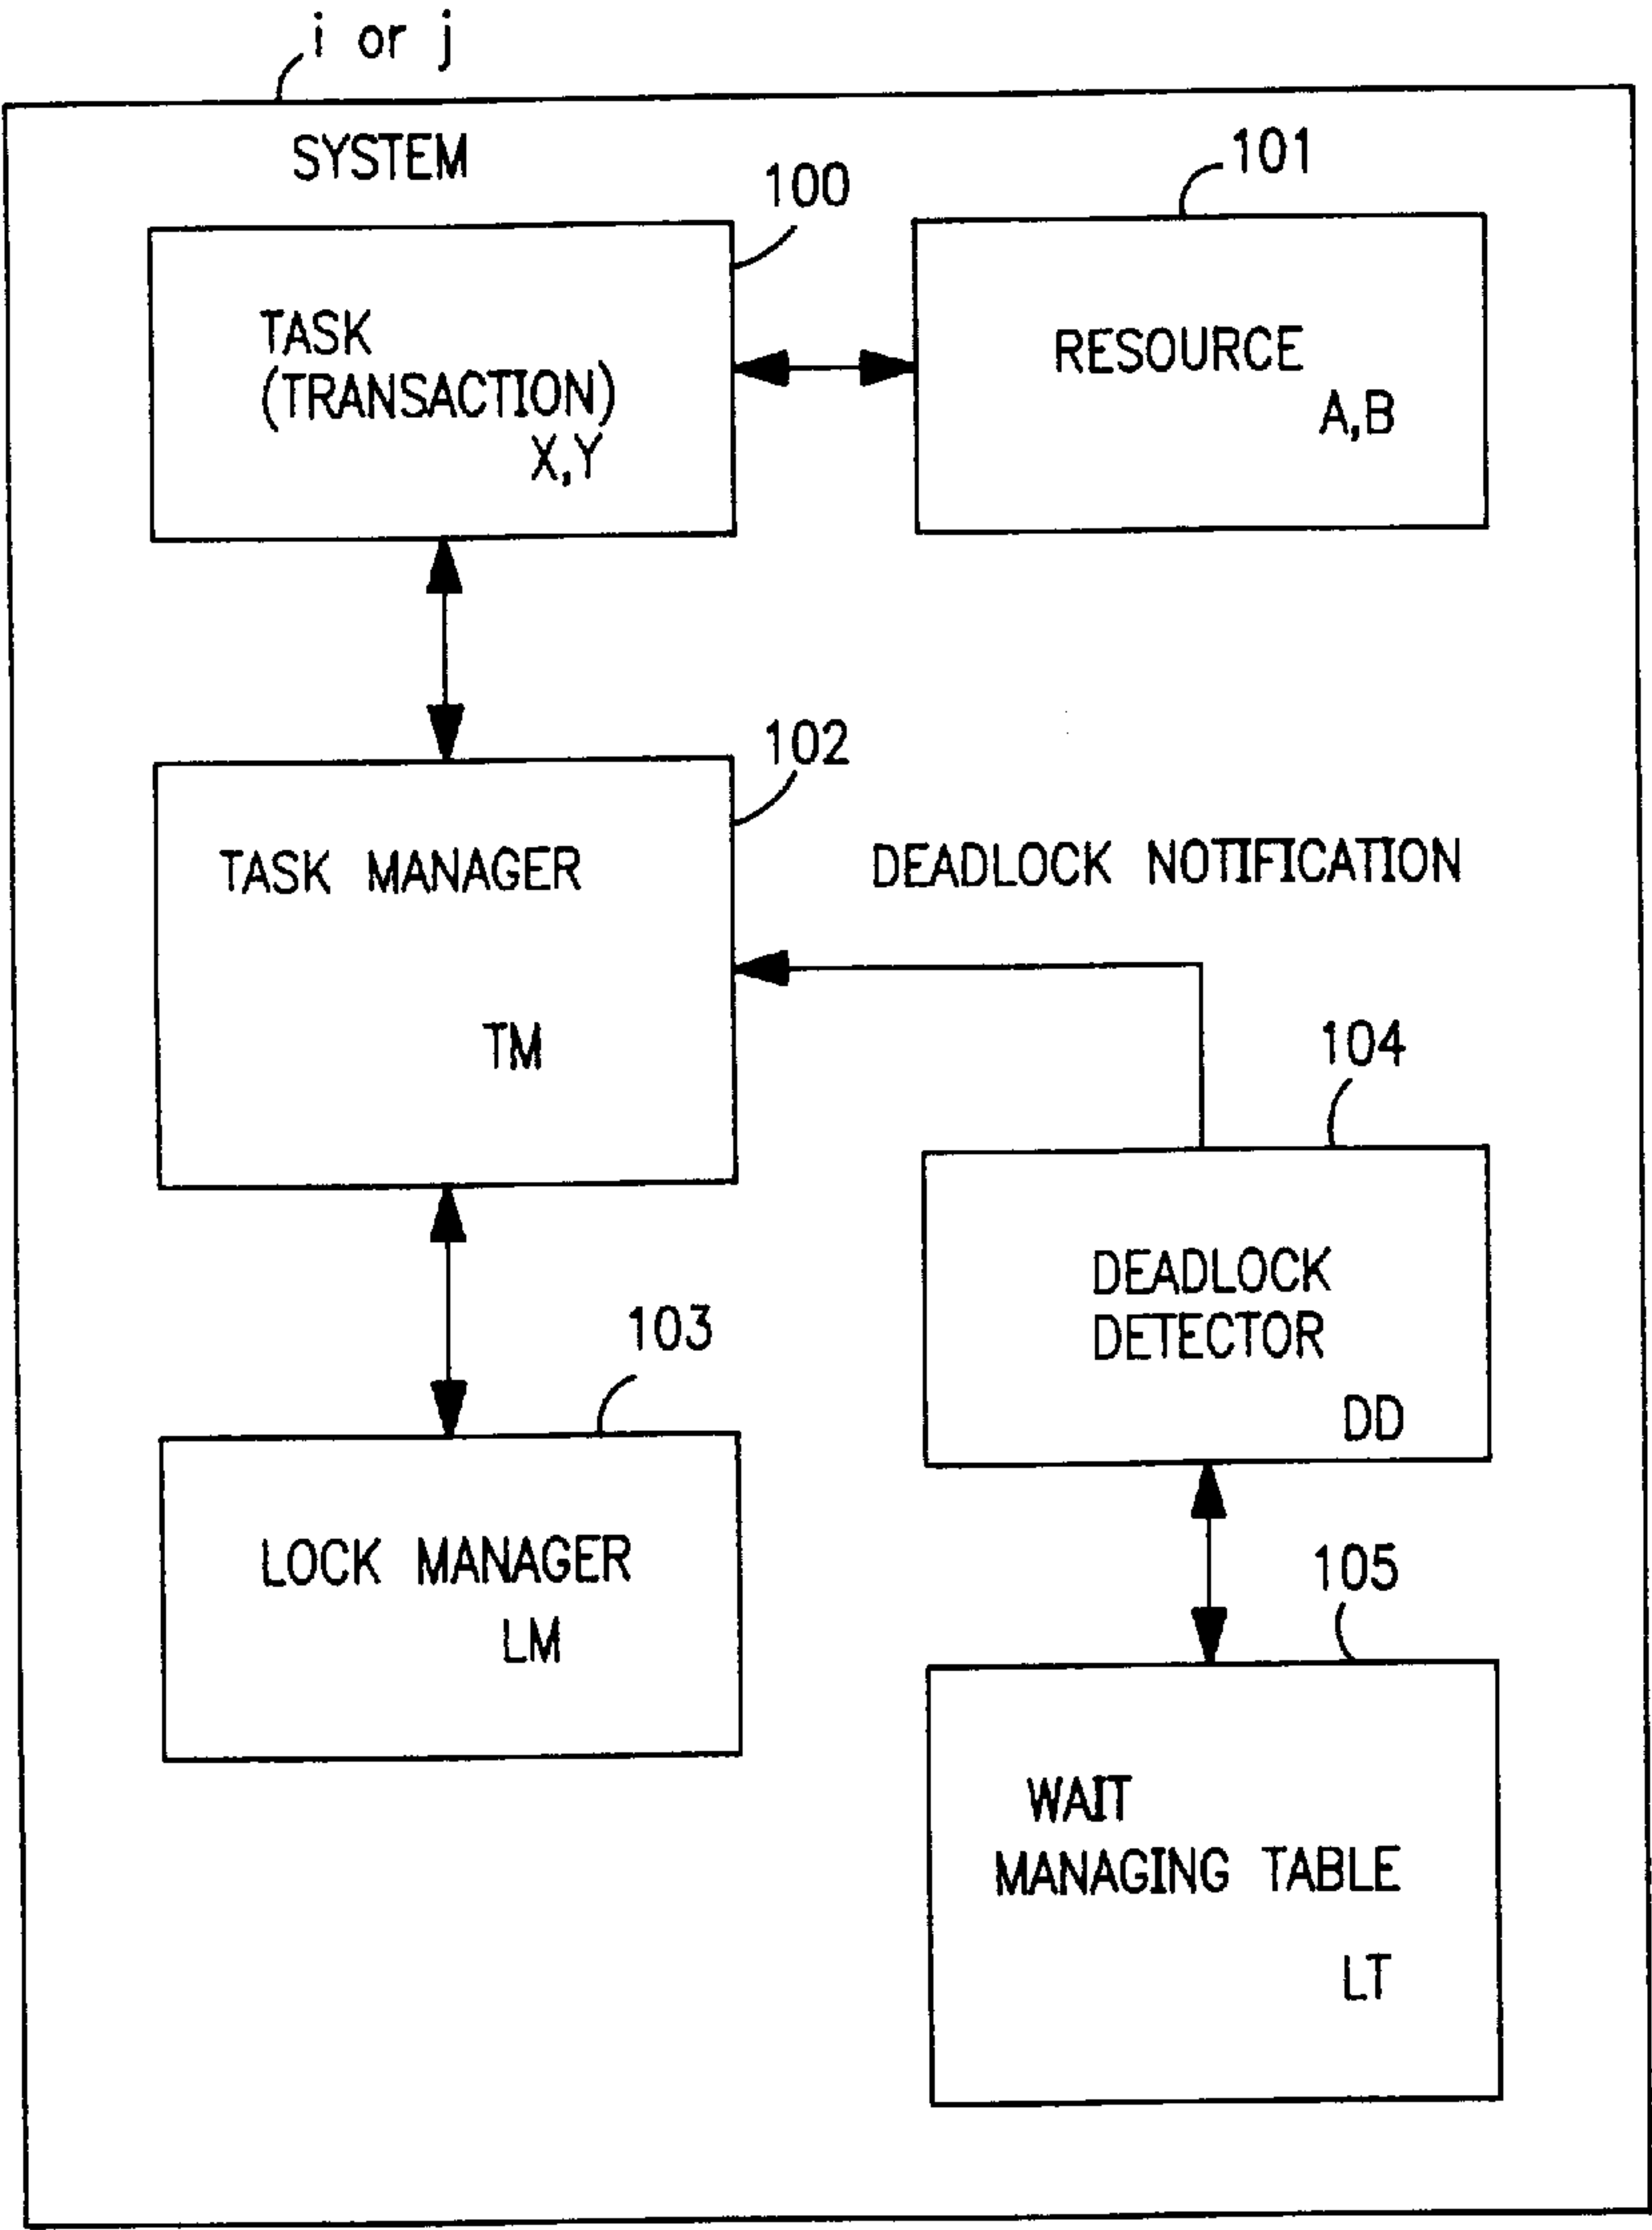 i or j
SYSTEM
100
101
TASK
(TRANSACTION)
X,Y
RESOURCE
A,B
102
TASK MANAGER
TM
DEADLOCK NOTIFICATION
104
DEADLOCK
DETECTOR
DD
103
LOCK MANAGER
LM
105
WAIT
MANAGING TABLE
LT